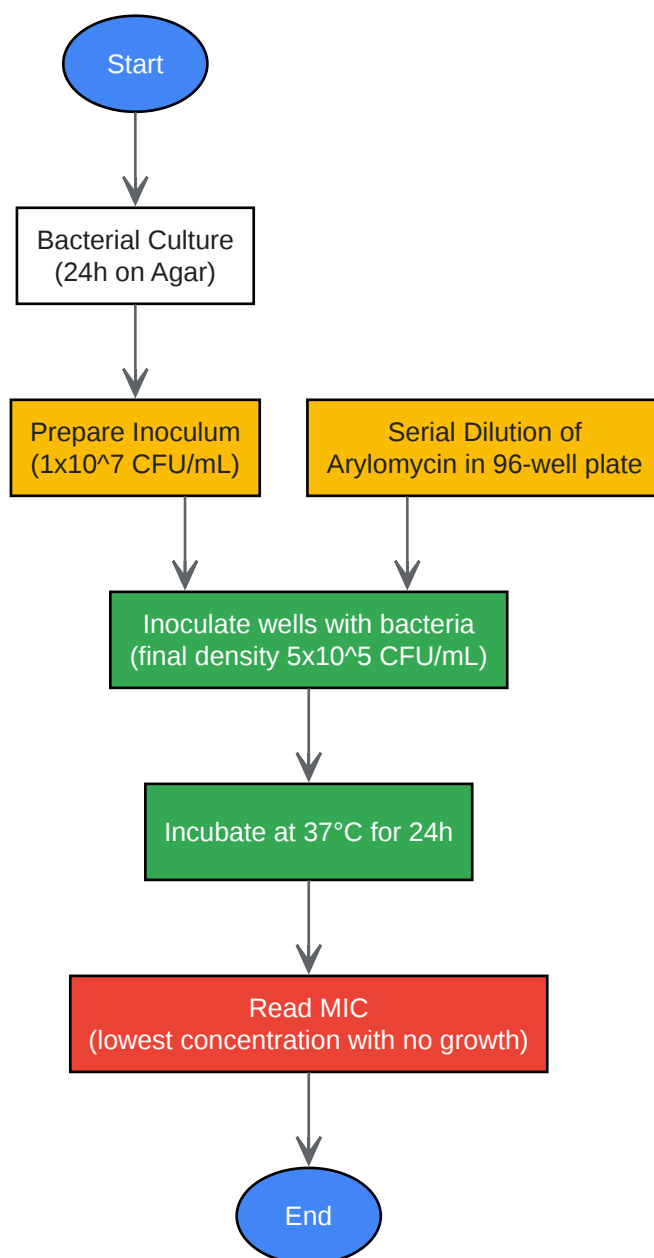 Start
Bacterial Culture
(24h on Agar)
Prepare Inoculum
(1x10^7 CFU/mL)
Serial Dilution of
Arylomycin in 96-well plate
Inoculate wells with bacteria
(final density 5x10^5 CFU/mL)
Incubate at 37°C for 24h
Read MIC
(lowest concentration with no growth)
End